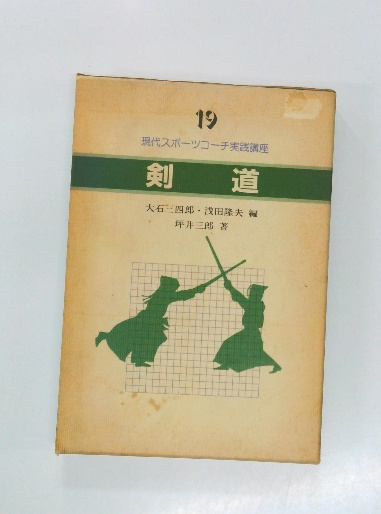 19
現代スポーツコーチ実践講座
剣道
大石三四郎・浅田隆夫 編
坪井三郎 著